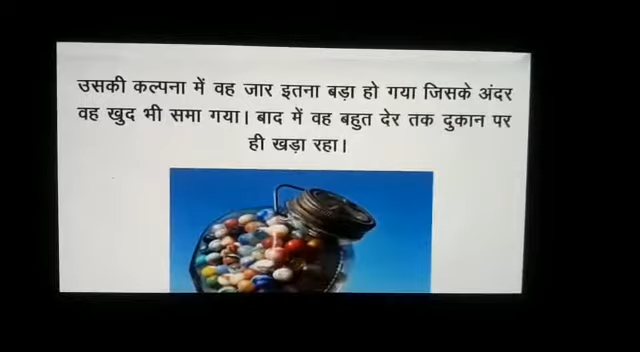 उसकी कल्पना में वह जार इतना बड़ा हो गया जिसके अंदर
वह खुद भी समा गया। बाद में वह बहुत देर तक दुकान पर
ही खड़ा रहा।